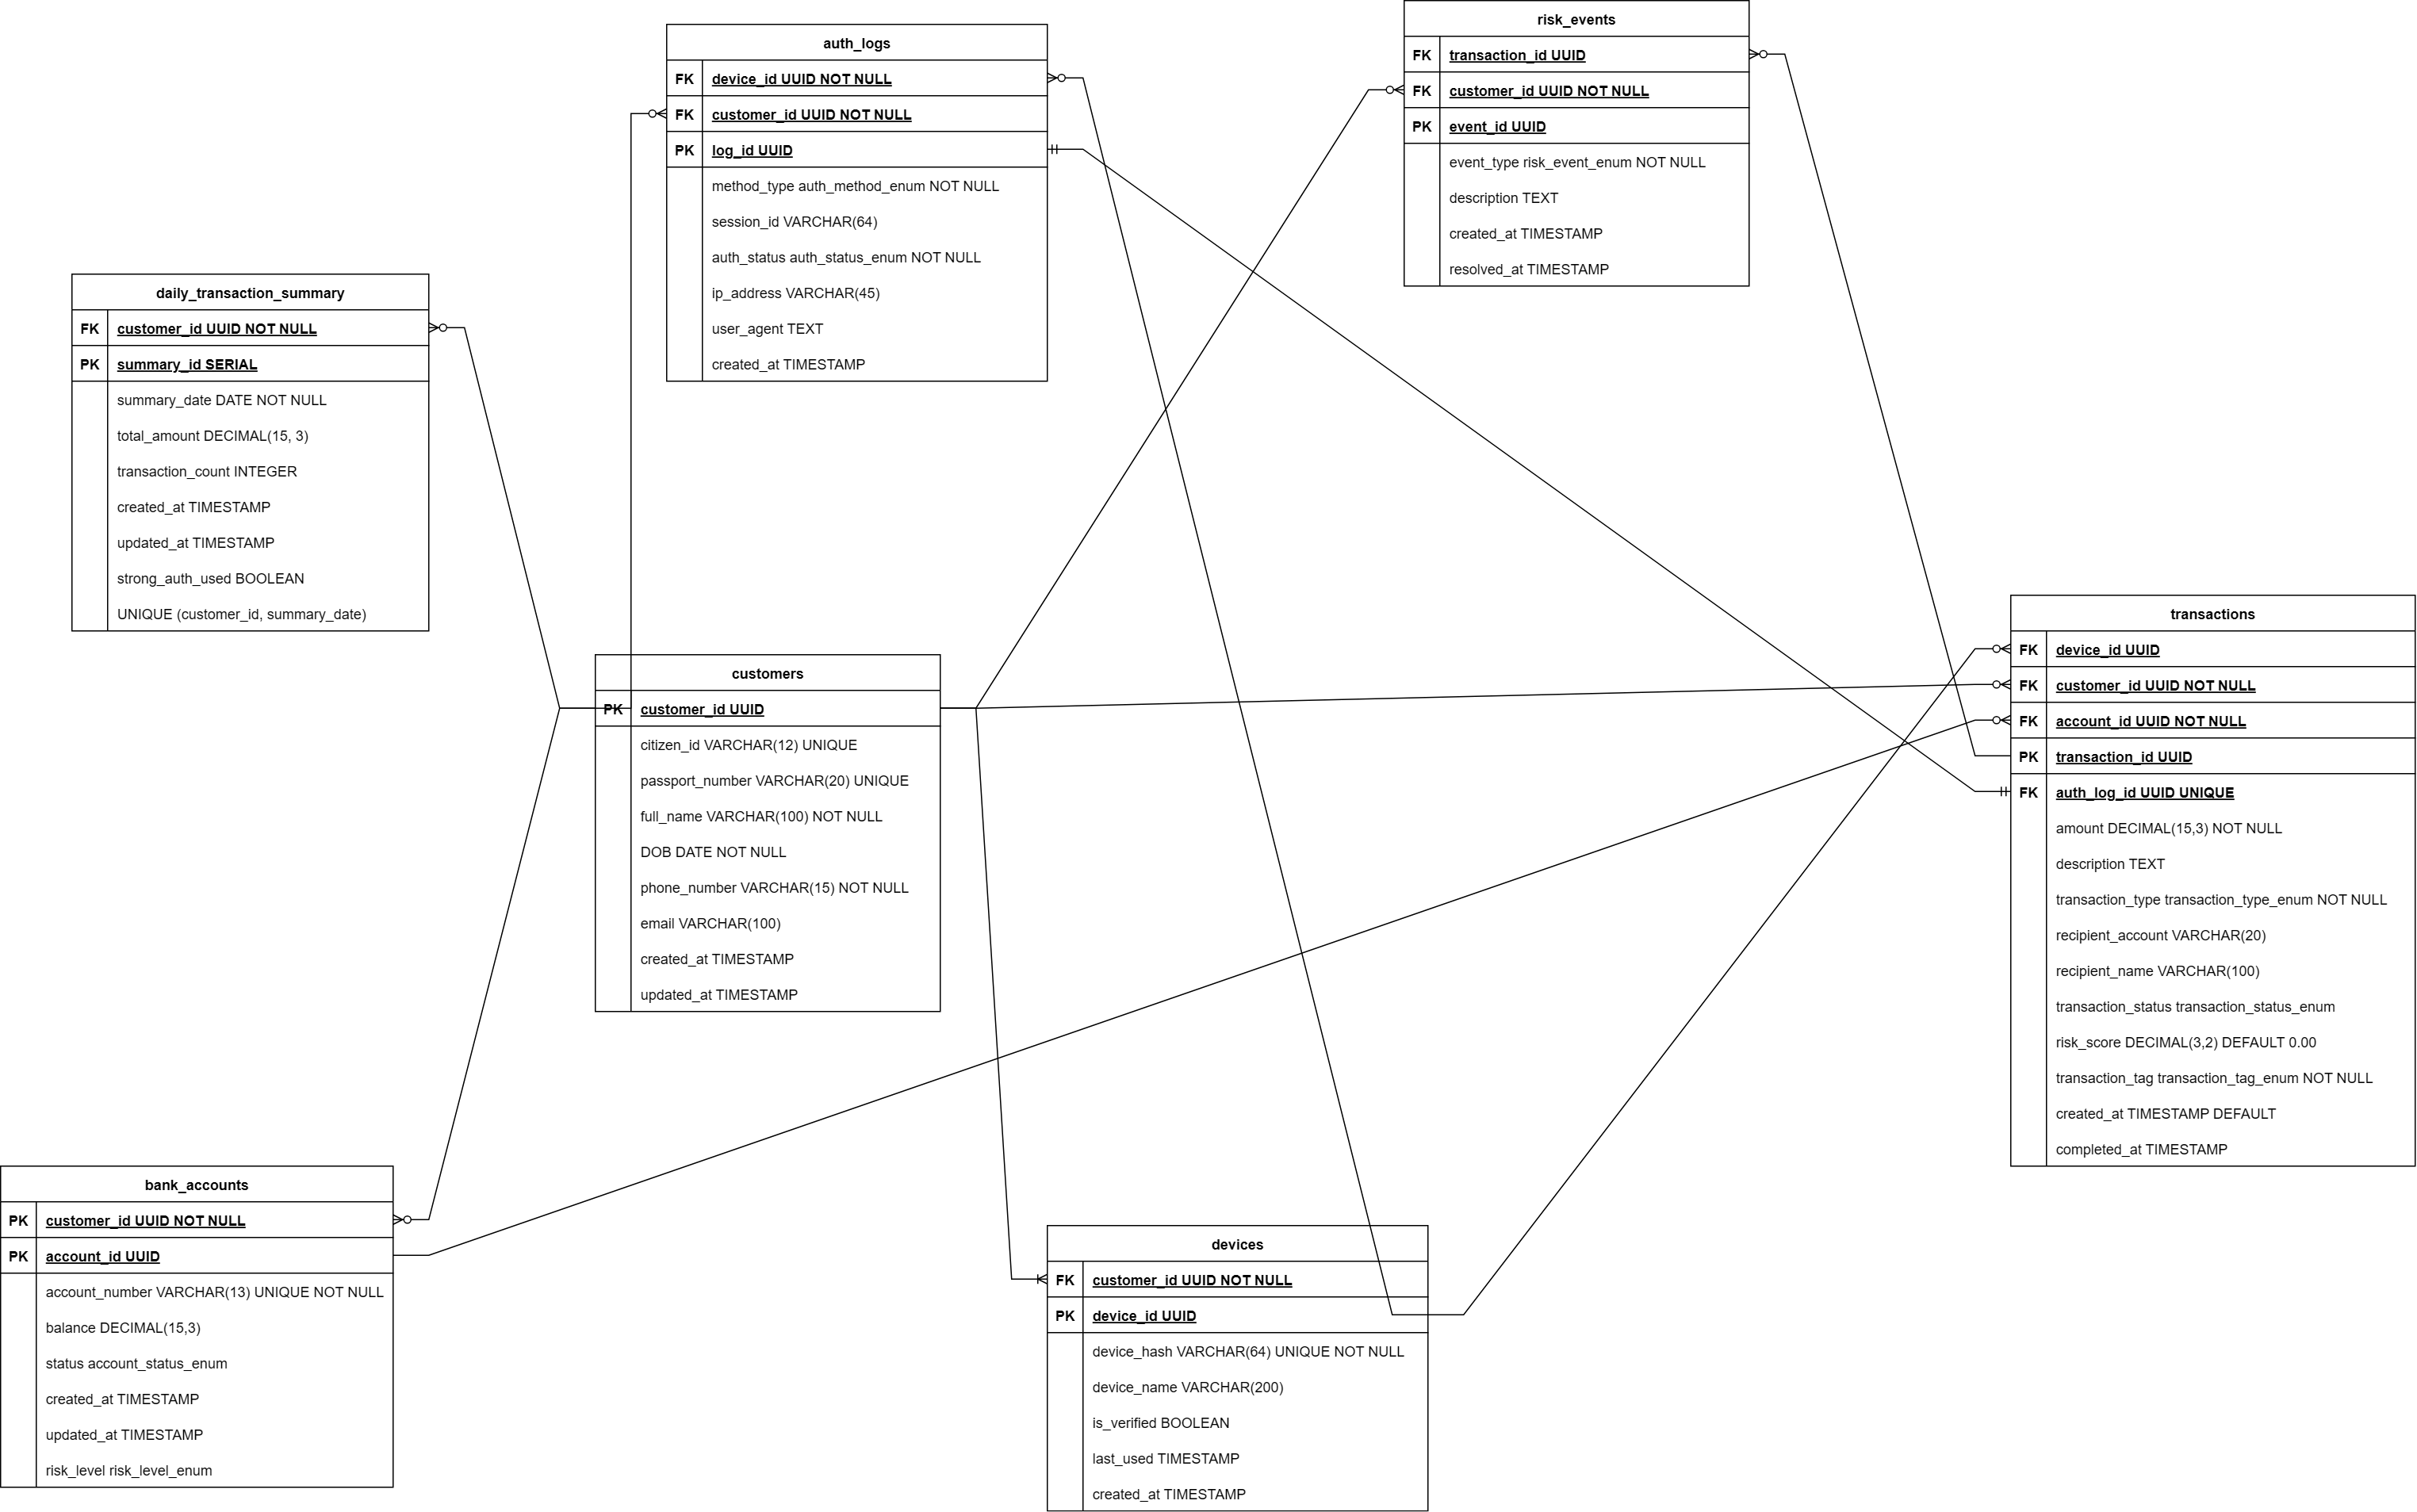 auth_logs
FK device_id UUID NOT NULL
FK customer_id UUID NOT NULL
PK log_id UUID
method_type auth_method_enum NOT NULL
session_id VARCHAR(64)
auth_status auth_status_enum NOT NULL
ip_address VARCHAR(45)
user_agent TEXT
created_at TIMESTAMP
risk_events
FK transaction_id UUID
FK customer_id UUID NOT NULL
PK event_id UUID
event_type risk_event_enum NOT NULL
description TEXT
created_at TIMESTAMP
resolved_at TIMESTAMP
daily_transaction_summary
FK customer_id UUID NOT NULL
PK summary_id SERIAL
summary_date DATE NOT NULL
total_amount DECIMAL(15, 3)
transaction_count INTEGER
created_at TIMESTAMP
updated_at TIMESTAMP
strong_auth_used BOOLEAN
UNIQUE (customer_id, summary_date)
customers
PK customer_id UUID
citizen_id VARCHAR(12) UNIQUE
passport_number VARCHAR(20) UNIQUE
full_name VARCHAR(100) NOT NULL
DOB DATE NOT NULL
phone_number VARCHAR(15) NOT NULL
email VARCHAR(100)
created_at TIMESTAMP
updated_at TIMESTAMP
transactions
FK device_id UUID
FK customer_id UUID NOT NULL
FK account_id UUID NOT NULL
PK transaction_id UUID
FK auth_log_id UUID UNIQUE
amount DECIMAL(15,3) NOT NULL
description TEXT
transaction_type transaction_type_enum NOT NULL
recipient_account VARCHAR(20)
recipient_name VARCHAR(100)
transaction_status transaction_status_enum
risk_score DECIMAL(3,2) DEFAULT 0.00
transaction_tag transaction_tag_enum NOT NULL
created_at TIMESTAMP DEFAULT
completed_at TIMESTAMP
bank_accounts
PK customer_id UUID NOT NULL
PK account_id UUID
account_number VARCHAR(13) UNIQUE NOT NULL
balance DECIMAL(15,3)
status account_status_enum
created_at TIMESTAMP
updated_at TIMESTAMP
risk_level risk_level_enum
devices
FK customer_id UUID NOT NULL
PK device_id UUID
device_hash VARCHAR(64) UNIQUE NOT NULL
device_name VARCHAR(200)
is_verified BOOLEAN
last_used TIMESTAMP
created_at TIMESTAMP